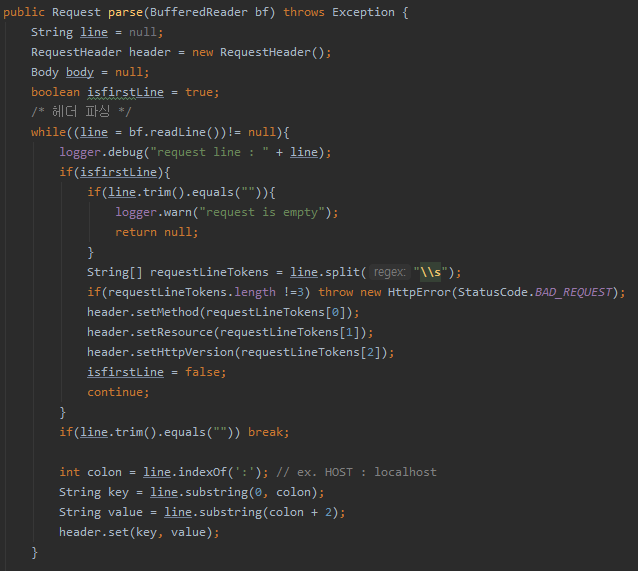 public Request parse(BufferedReader bf) throws Exception {
String line = null;
RequestHeader header = new RequestHeader();
Body body = null;
boolean isfirstLine = true;
/* 헤더 파싱 */
while((line = bf.readLine())!= null){
logger.debug("request line : " + line);
if(isfirstLine){
if(line.trim().equals("")){
logger.warn("request is empty");
return null;
}
String[] requestLineTokens = line.split( regex: "\\s");
if(requestLineTokens.length !=3) throw new HttpError(StatusCode.BAD_REQUEST);
header.setMethod(requestLineTokens[0]);
header.setResource(requestLineTokens[1]);
header.setHttpVersion(requestLineTokens[2]);
isfirstLine = false;
continue;
}
if(line.trim().equals("")) break;
int colon = line.indexOf(':'); // ex. HOST : localhost
String key = line.substring(0, colon);
String value = line.substring(colon + 2);
header.set(key, value);
}